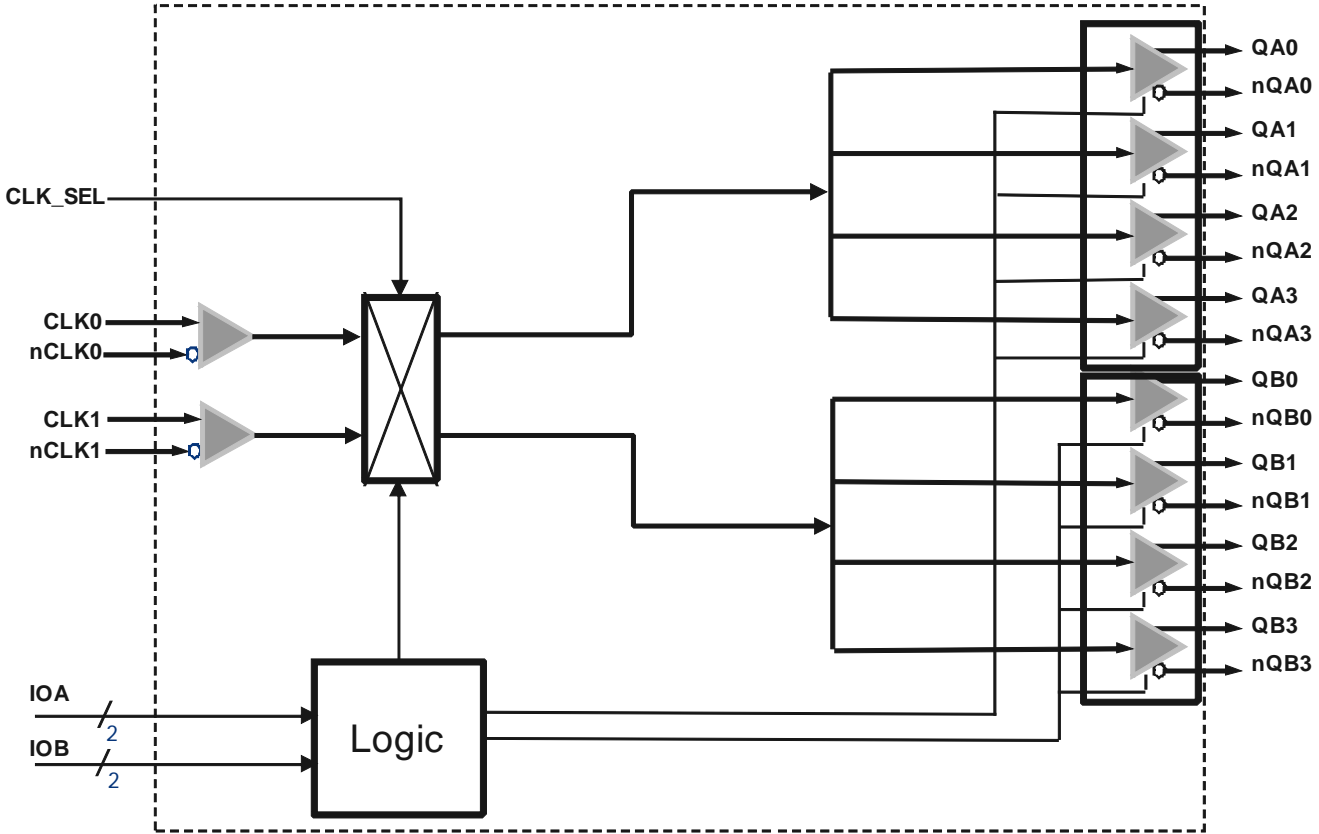 QA0
nQA0
QA1
nQA1
CLK_SEL
QA2
nQA2
QA3
CLK0
nQA3
nCLK0
QB0
CLK1
nQB0
nCLK1
QB1
nQB1
QB2
nQB2
QB3
nQB3
IOA
2
Logic
IOB
2